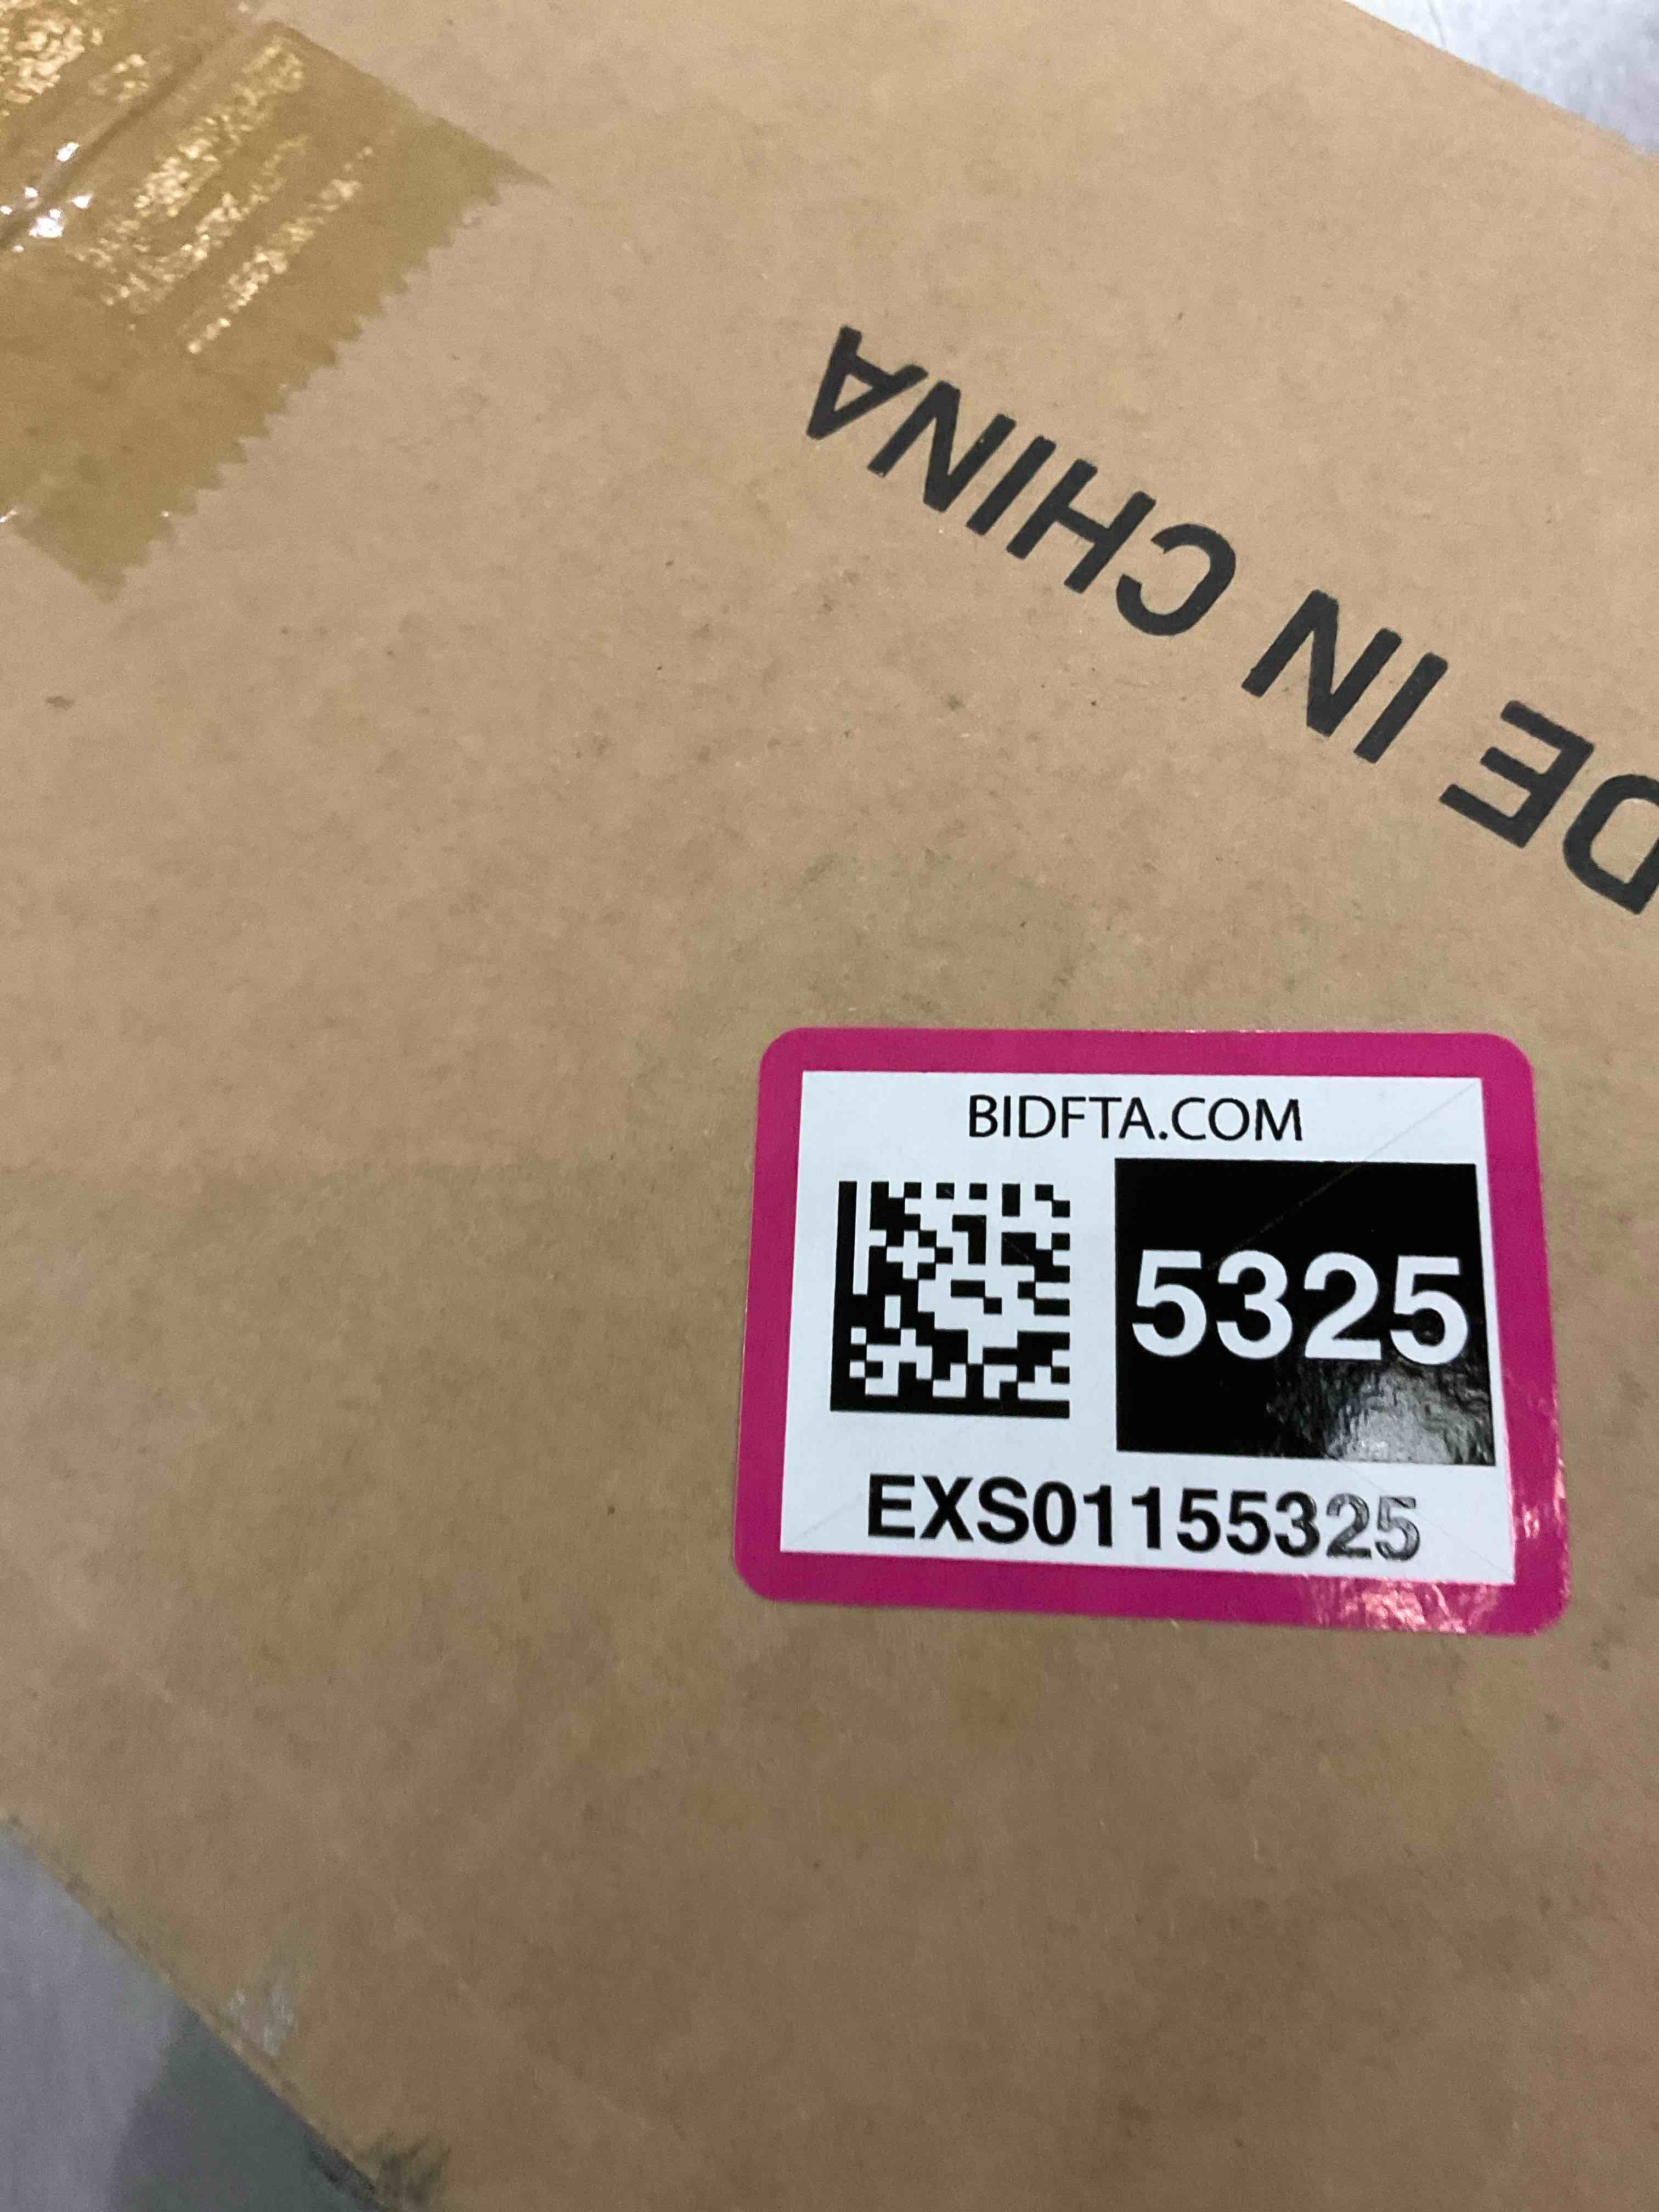 DE IN CHINA
BIDFTA.COM
5325
EXS01155325